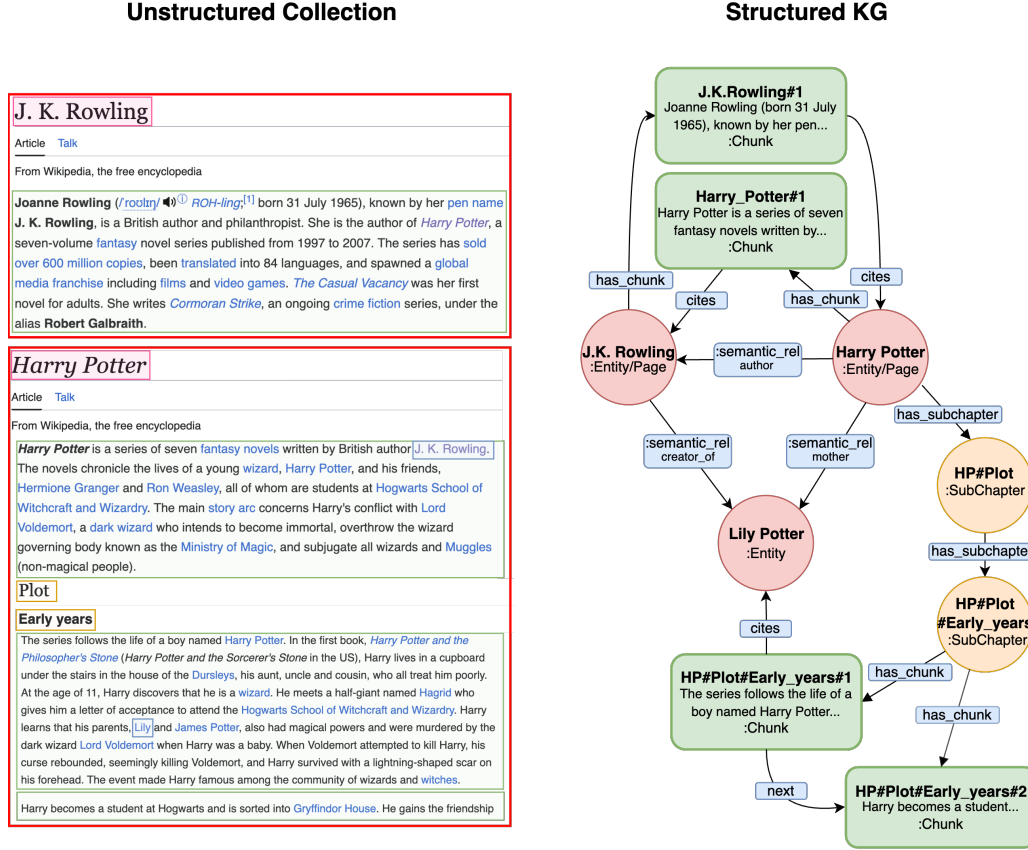 Unstructured Collection
Structured KG
J. K. Rowling
Article Talk
From Wikipedia, the free encyclopedia
Joanne Rowling (/ˈroʊlɪŋ/ ROH-ling;[1] born 31 July 1965), known by her pen name
J. K. Rowling, is a British author and philanthropist. She is the author of Harry Potter, a
seven-volume fantasy novel series published from 1997 to 2007. The series has sold
over 600 million copies, been translated into 84 languages, and spawned a global
media franchise including films and video games. The Casual Vacancy was her first
novel for adults. She writes Cormoran Strike, an ongoing crime fiction series, under the
alias Robert Galbraith.
Harry Potter
Article Talk
From Wikipedia, the free encyclopedia
Harry Potter is a series of seven fantasy novels written by British author J. K. Rowling.
The novels chronicle the lives of a young wizard, Harry Potter, and his friends,
Hermione Granger and Ron Weasley, all of whom are students at Hogwarts School of
Witchcraft and Wizardry. The main story arc concerns Harry's conflict with Lord
Voldemort, a dark wizard who intends to become immortal, overthrow the wizard
governing body known as the Ministry of Magic, and subjugate all wizards and Muggles
(non-magical people).
Plot
Early years
The series follows the life of a boy named Harry Potter. In the first book, Harry Potter and the
Philosopher's Stone (Harry Potter and the Sorcerer's Stone in the US), Harry lives in a cupboard
under the stairs in the house of the Dursleys, his aunt, uncle and cousin, who all treat him poorly.
At the age of 11, Harry discovers that he is a wizard. He meets a half-giant named Hagrid who
gives him a letter of acceptance to attend the Hogwarts School of Witchcraft and Wizardry. Harry
learns that his parents, Lily and James Potter, also had magical powers and were murdered by the
dark wizard Lord Voldemort when Harry was a baby. When Voldemort attempted to kill Harry, his
curse rebounded, seemingly killing Voldemort, and Harry survived with a lightning-shaped scar on
his forehead. The event made Harry famous among the community of wizards and witches.
Harry becomes a student at Hogwarts and is sorted into Gryffindor House. He gains the friendship
J.K.Rowling#1
Joanne Rowling (born 31 July
1965), known by her pen...
:Chunk
Harry_Potter#1
Harry Potter is a series of seven
fantasy novels written by...
:Chunk
has_chunk
cites
has_chunk
cites
J.K. Rowling
:Entity/Page
:semantic_rel
author
Harry Potter
:Entity/Page
has_subchapter
:semantic_rel
creator_of
:semantic_rel
mother
HP#Plot
:SubChapter
Lily Potter
:Entity
has_subchapte
HP#Plot
#Early_years
:SubChapter
cites
has_chunk
HP#Plot#Early_years#1
The series follows the life of a
boy named Harry Potter...
:Chunk
has_chunk
next
HP#Plot#Early_years#2
Harry becomes a student...
:Chunk